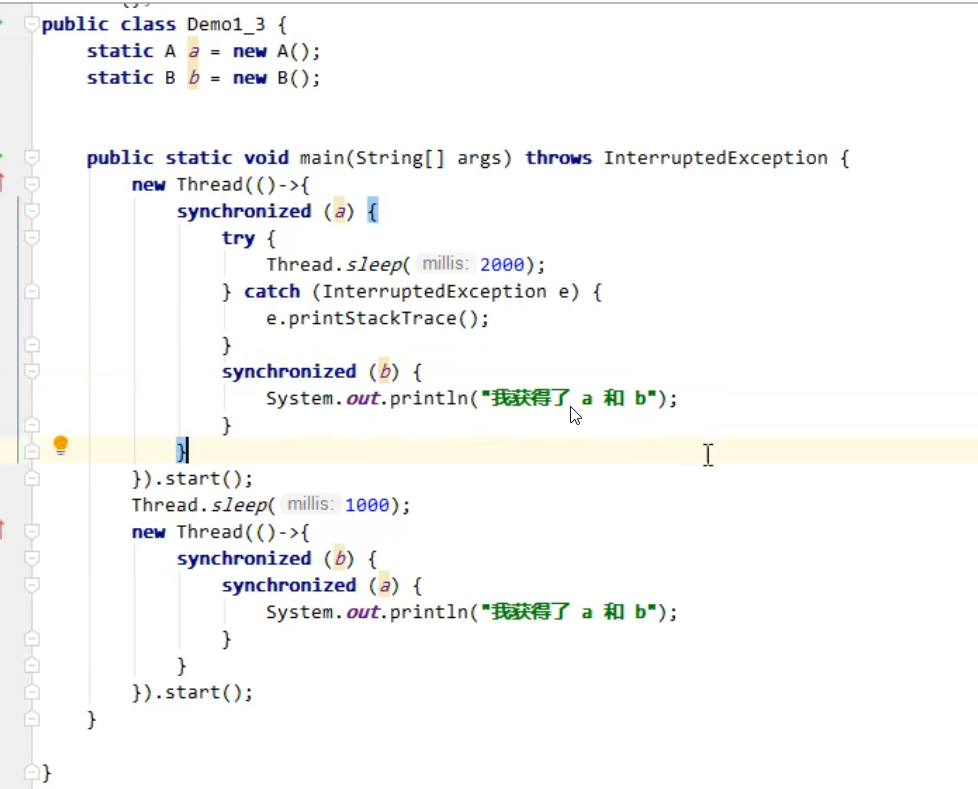 public class Demo1_3 {
static A a = new A();
static B b = new B();
public static void main(String[] args) throws InterruptedException {
new Thread(()->{
synchronized (a) {
try {
Thread.sleep( millis: 2000);
} catch (InterruptedException e) {
e.printStackTrace();
}
synchronized (b) {
System.out.println("我获得了 a 和 b");
}
}
}).start();
Thread.sleep( millis: 1000);
new Thread(()->{
synchronized (b) {
synchronized (a) {
System.out.println("我获得了 a 和 b");
}
}
}).start();
}
}